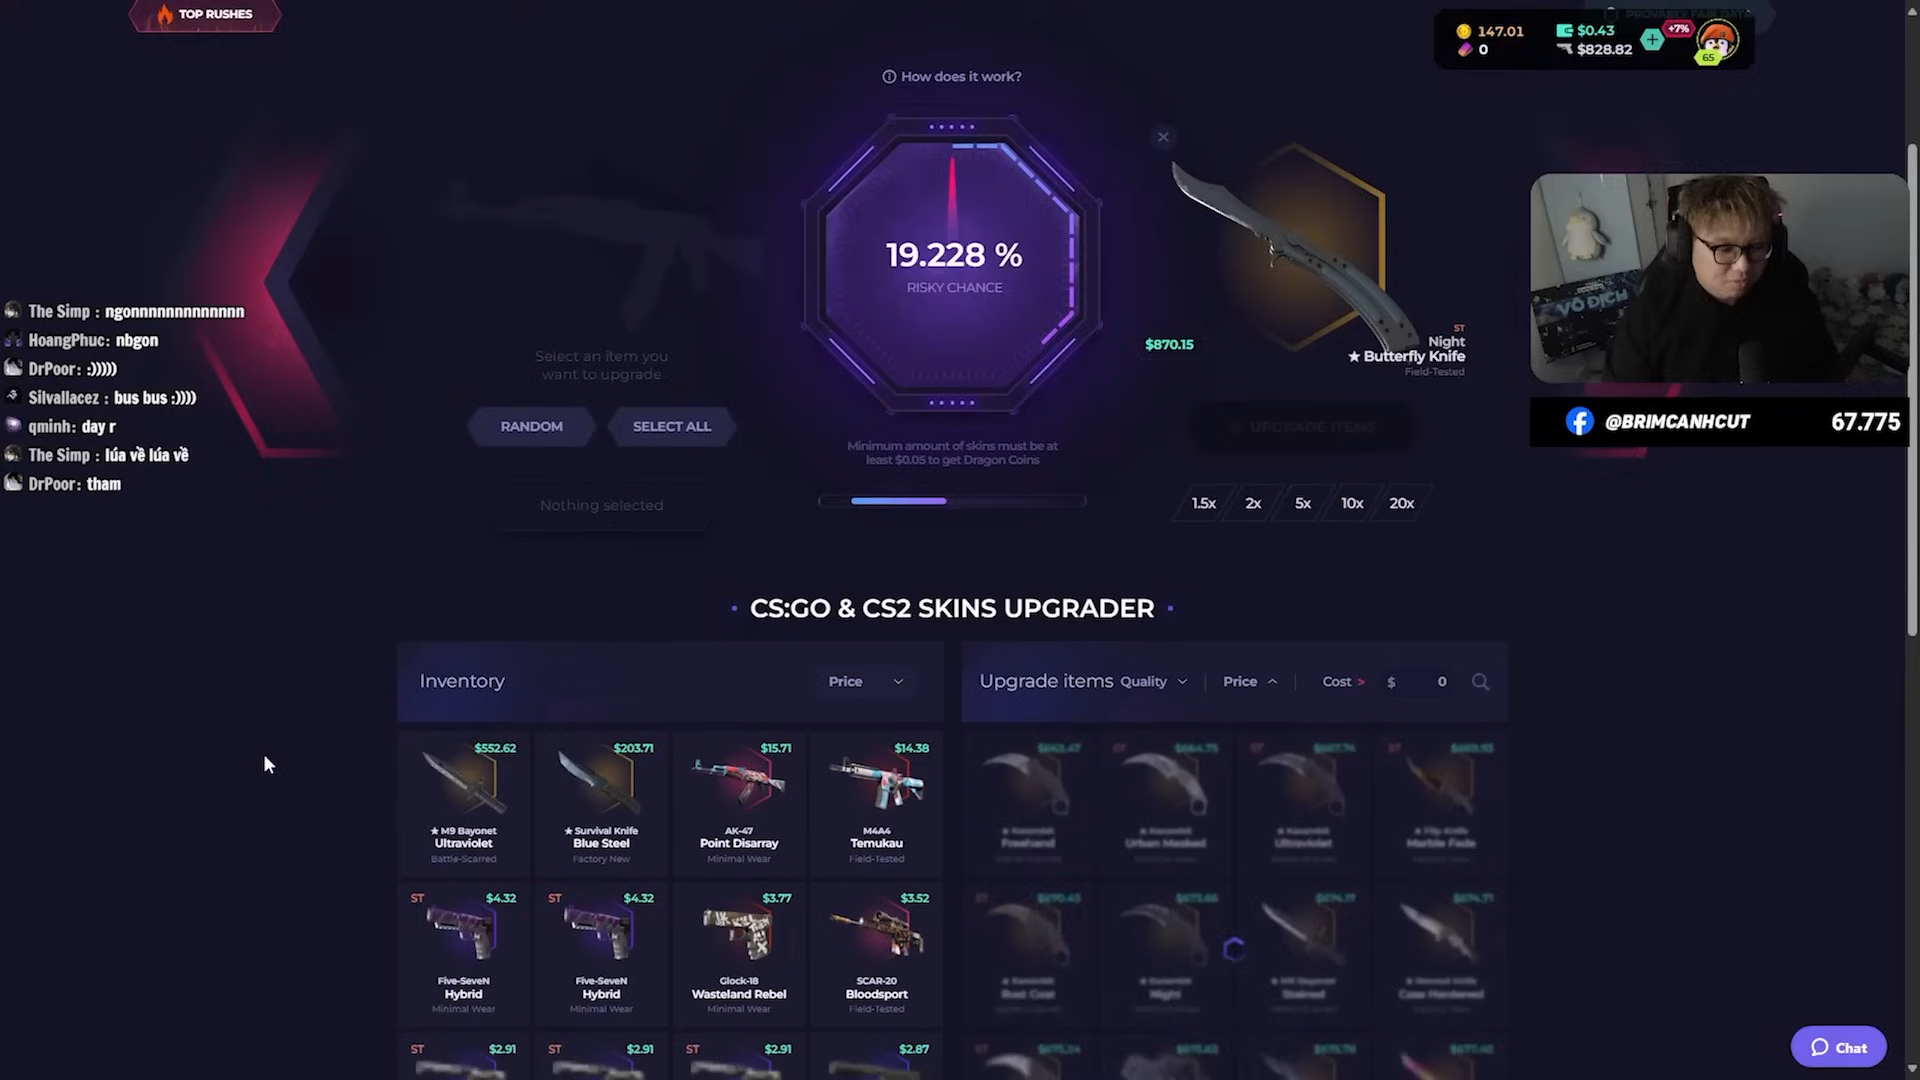 TOP RUSHES
147.01
0
$0.43
$828.82
+7%
65
How does it work?
19.228 %
RISKY CHANCE
$870.15
ST
Night
★ Butterfly Knife
Field-Tested
Select an item you
want to upgrade
RANDOM
SELECT ALL
Nothing selected
Minimum amount of skins must be at
least $0.05 to get Dragon Coins
UPGRADE ITEMS
1.5x
2x
5x
10x
20x
The Simp : ngonnnnnnnnnnnnnn
HoangPhuc: nbgon
DrPoor: :)))))
Silvallacez : bus bus :))))
qminh: day r
The Simp : lúa về lúa về
DrPoor: tham
VÔ ĐỊCH
@BRIMCANHCUT
67.775
CS:GO & CS2 SKINS UPGRADER
Inventory
Price
Upgrade items
Quality
Price
Cost >
$
0
$552.62
★ M9 Bayonet
Ultraviolet
Battle-Scarred
$203.71
★ Survival Knife
Blue Steel
Factory New
$15.71
AK-47
Point Disarray
Minimal Wear
$14.38
M4A4
Temukau
Field-Tested
ST
$4.32
Five-SeveN
Hybrid
Minimal Wear
ST
$4.32
Five-SeveN
Hybrid
Minimal Wear
$3.77
Glock-18
Wasteland Rebel
Minimal Wear
$3.52
SCAR-20
Bloodsport
Field-Tested
ST
$2.91
ST
$2.91
ST
$2.91
$2.87
Chat